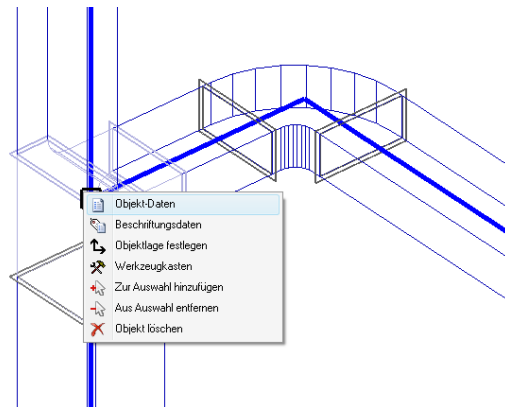 Objekt-Daten
Beschriftungsdaten
Objektlage festlegen
Werkzeugkasten
Zur Auswahl hinzufügen
Aus Auswahl entfernen
Objekt löschen